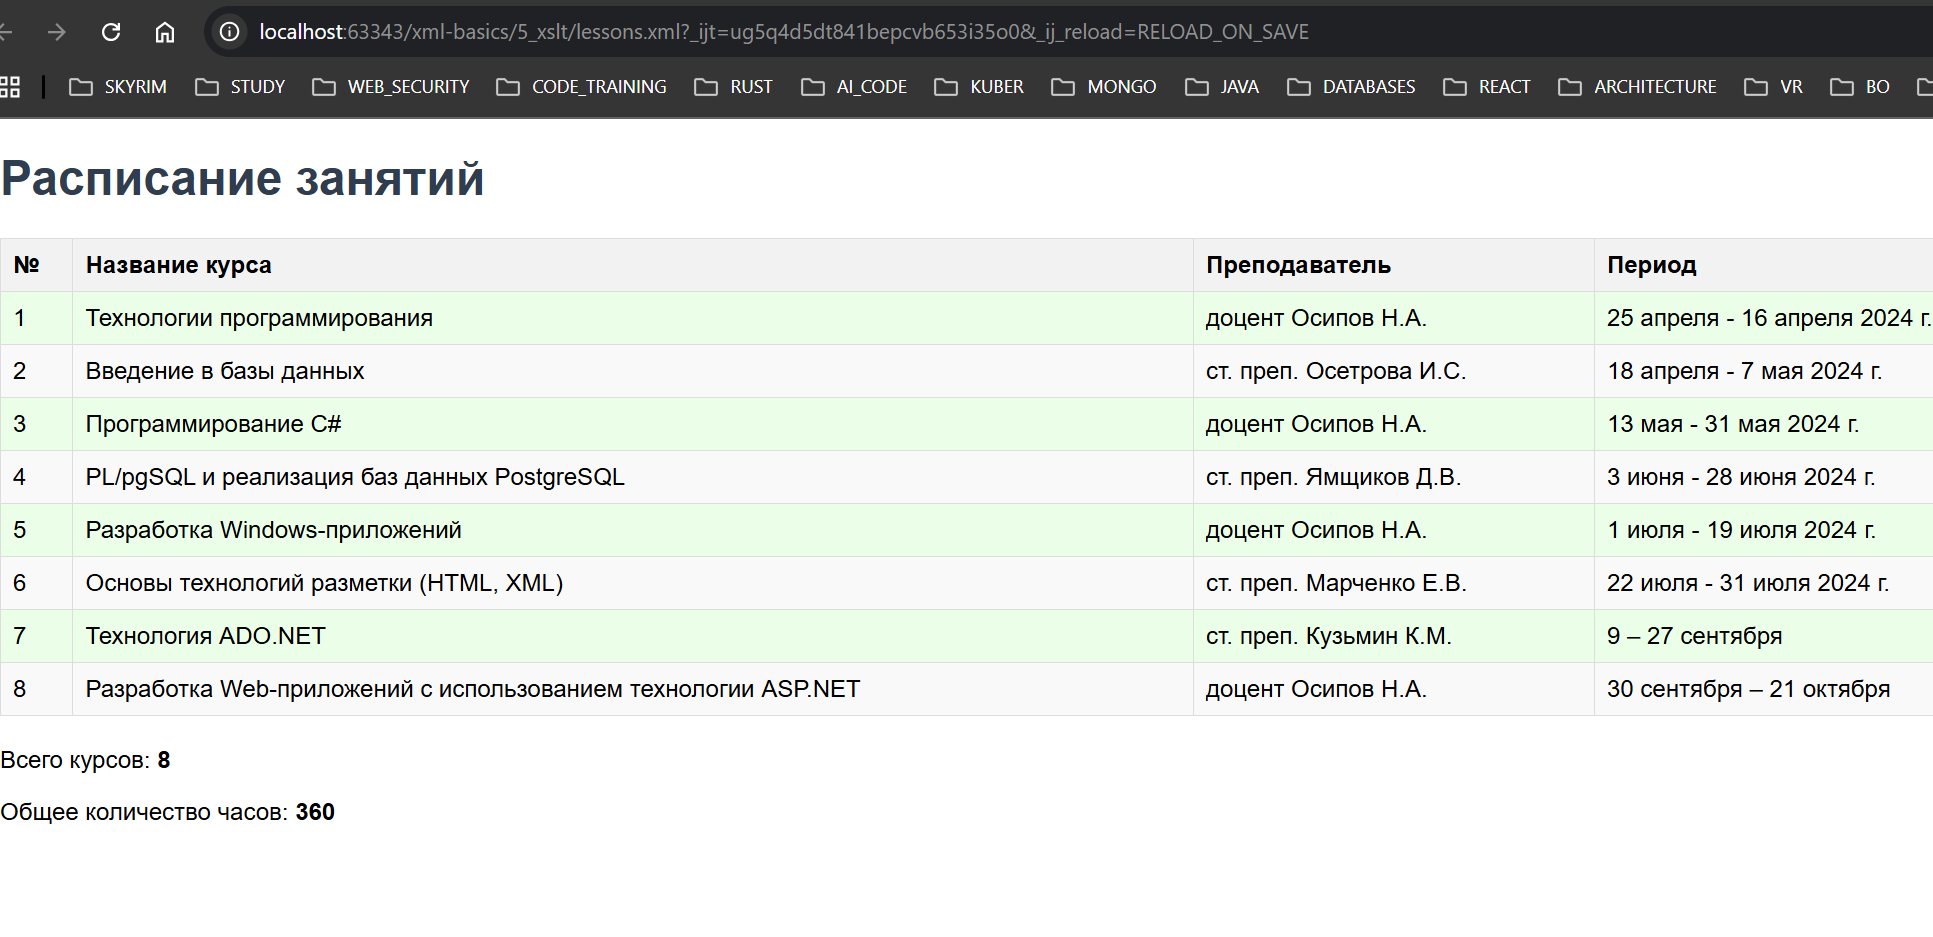 localhost:63343/xml-basics/5_xslt/lessons.xml?_ijt=ug5q4d5dt841bepcvb653i35o0&_ij_reload=RELOAD_ON_SAVE
SKYRIM STUDY WEB_SECURITY CODE_TRAINING RUST AI_CODE KUBER MONGO JAVA DATABASES REACT ARCHITECTURE VR BO
Расписание занятий
№ Название курса Преподаватель Период
1 Технологии программирования доцент Осипов Н.А. 25 апреля - 16 апреля 2024 г.
2 Введение в базы данных ст. преп. Осетрова И.С. 18 апреля - 7 мая 2024 г.
3 Программирование C# доцент Осипов Н.А. 13 мая - 31 мая 2024 г.
4 PL/pgSQL и реализация баз данных PostgreSQL ст. преп. Ямщиков Д.В. 3 июня - 28 июня 2024 г.
5 Разработка Windows-приложений доцент Осипов Н.А. 1 июля - 19 июля 2024 г.
6 Основы технологий разметки (HTML, XML) ст. преп. Марченко Е.В. 22 июля - 31 июля 2024 г.
7 Технология ADO.NET ст. преп. Кузьмин К.М. 9 – 27 сентября
8 Разработка Web-приложений с использованием технологии ASP.NET доцент Осипов Н.А. 30 сентября – 21 октября
Всего курсов: 8
Общее количество часов: 360